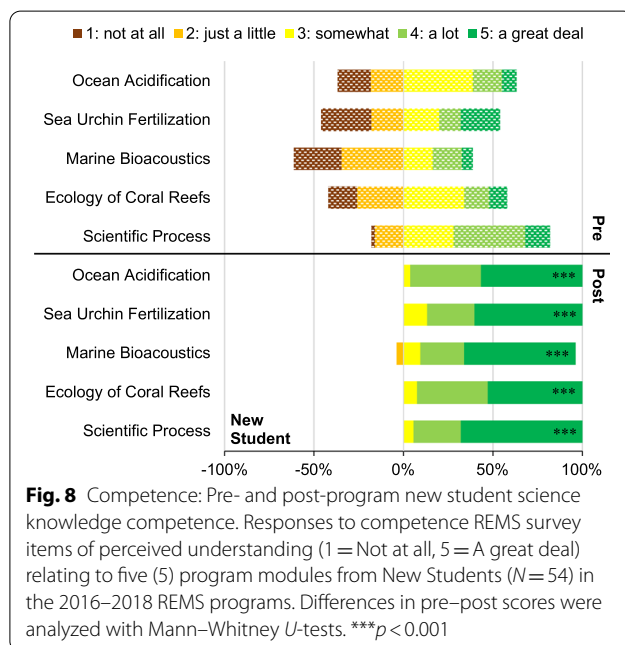 1: not at all 2: just a little 3: somewhat 4: a lot 5: a great deal
Ocean Acidification
Sea Urchin Fertilization
Marine Bioacoustics
Ecology of Coral Reefs
Scientific Process
Pre
Post
Ocean Acidification ***
Sea Urchin Fertilization ***
Marine Bioacoustics ***
Ecology of Coral Reefs ***
Scientific Process ***
New
Student
-100% -50% 0% 50% 100%
Fig. 8 Competence: Pre- and post-program new student science
knowledge competence. Responses to competence REMS survey
items of perceived understanding (1 = Not at all, 5 = A great deal)
relating to five (5) program modules from New Students (N = 54) in
the 2016–2018 REMS programs. Differences in pre–post scores were
analyzed with Mann–Whitney U-tests. ***p < 0.001